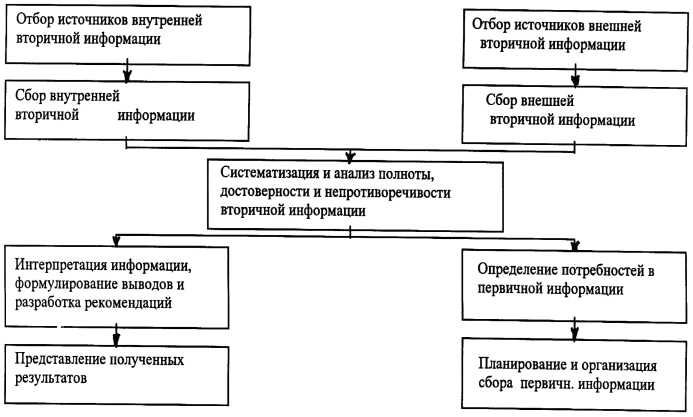 Отбор источников внутренней
вторичной информации
Отбор источников внешней
вторичной информации
Сбор внутренней
вторичной информации
Сбор внешней
вторичной информации
Систематизация и анализ полноты,
достоверности и непротиворечивости
вторичной информации
Интерпретация информации,
формулирование выводов и
разработка рекомендаций
Определение потребностей в
первичной информации
Представление полученных
результатов
Планирование и организация
сбора первичн. информации